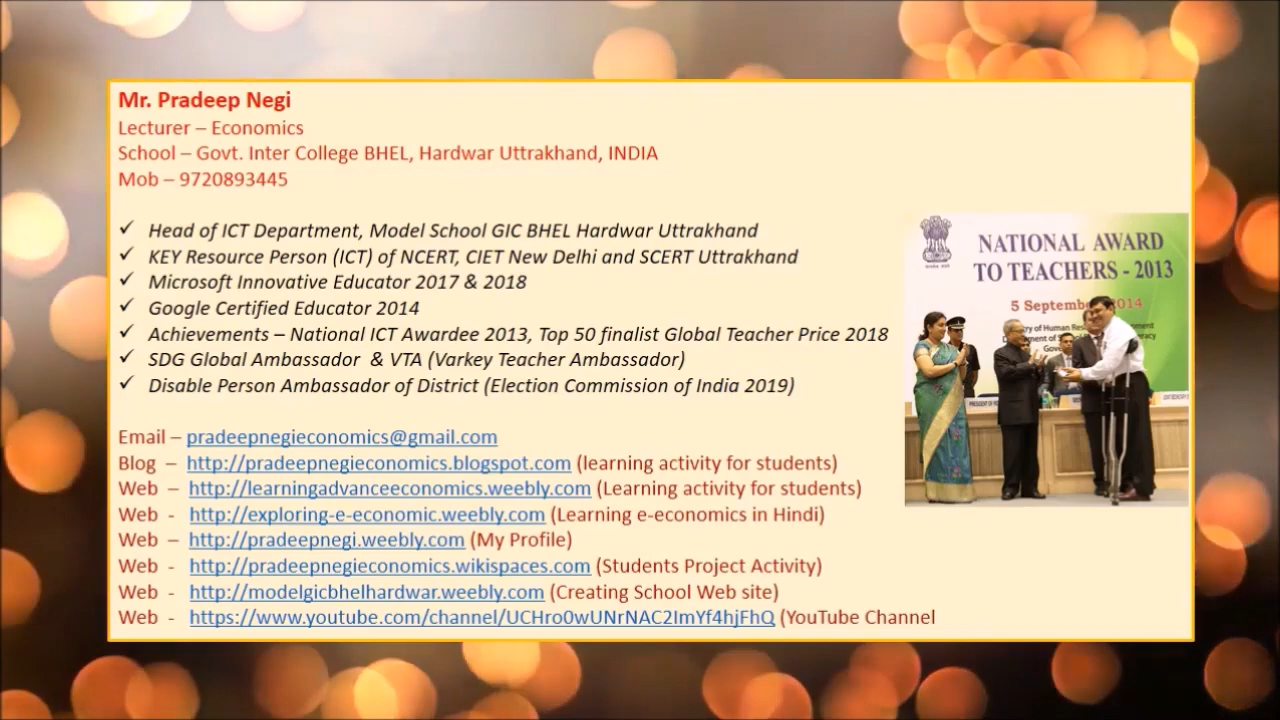 Mr. Pradeep Negi
Lecturer – Economics
School – Govt. Inter College BHEL, Hardwar Uttrakhand, INDIA
Mob – 9720893445
✓ Head of ICT Department, Model School GIC BHEL Hardwar Uttrakhand
✓ KEY Resource Person (ICT) of NCERT, CIET New Delhi and SCERT Uttrakhand
✓ Microsoft Innovative Educator 2017 & 2018
✓ Google Certified Educator 2014
✓ Achievements – National ICT Awardee 2013, Top 50 finalist Global Teacher Price 2018
✓ SDG Global Ambassador & VTA (Varkey Teacher Ambassador)
✓ Disable Person Ambassador of District (Election Commission of India 2019)
Email – pradeepnegieconomics@gmail.com
Blog – http://pradeepnegieconomics.blogspot.com (learning activity for students)
Web – http://learningadvanceeconomics.weebly.com (Learning activity for students)
Web - http://exploring-e-economic.weebly.com (Learning e-economics in Hindi)
Web – http://pradeepnegi.weebly.com (My Profile)
Web - http://pradeepnegieconomics.wikispaces.com (Students Project Activity)
Web - http://modelgicbhelhardwar.weebly.com (Creating School Web site)
Web - https://www.youtube.com/channel/UCHro0wUNrNAC2ImYf4hjFhQ (YouTube Channel
NATIONAL AWARD
TO TEACHERS - 2013
5 September 2014